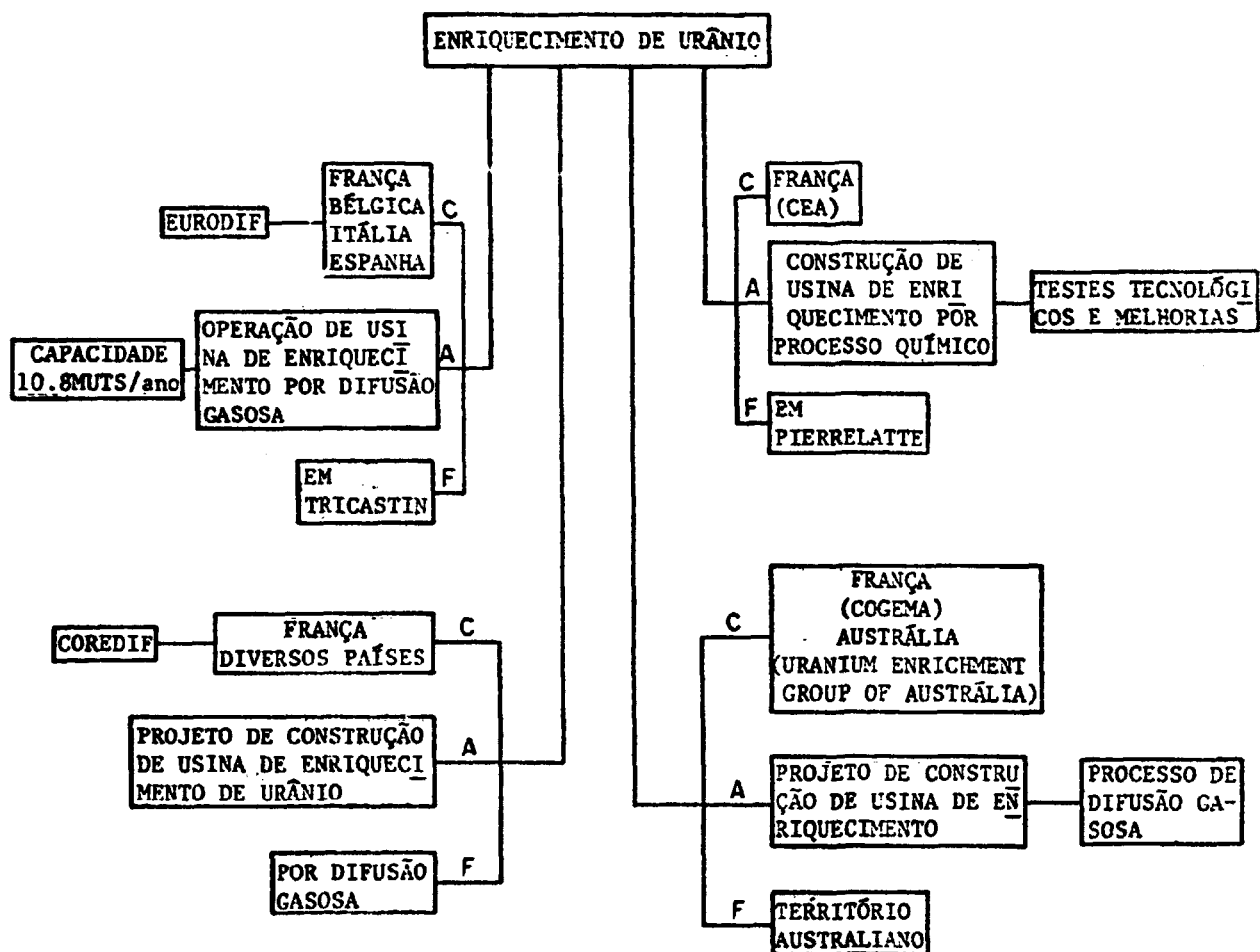 ENRIQUECIMENTO DE URÂNIO
EURODIF
FRANÇA
BÉLGICA
ITÁLIA
ESPANHA
C
CAPACIDADE
10.8MUTS/ano
OPERAÇÃO DE USI
NA DE ENRIQUECI
MENTO POR DIFUSÃO
GASOSA
A
EM
TRICASTIN
F
C
FRANÇA
(CEA)
A
CONSTRUÇÃO DE
USINA DE ENRI
QUECIMENTO POR
PROCESSO QUÍMICO
TESTES TECNOLÓGI
COS E MELHORIAS
F
EM
PIERRELATTE
COREDIF
FRANÇA
DIVERSOS PAÍSES
C
PROJETO DE CONSTRUÇÃO
DE USINA DE ENRIQUECI
MENTO DE URÂNIO
A
POR DIFUSÃO
GASOSA
F
C
FRANÇA
(COGEMA)
AUSTRÁLIA
(URANIUM ENRICHMENT
GROUP OF AUSTRÁLIA)
A
PROJETO DE CONSTRU
ÇÃO DE USINA DE EN
RIQUECIMENTO
PROCESSO DE
DIFUSÃO GA-
SOSA
F
TERRITÓRIO
AUSTRALIANO